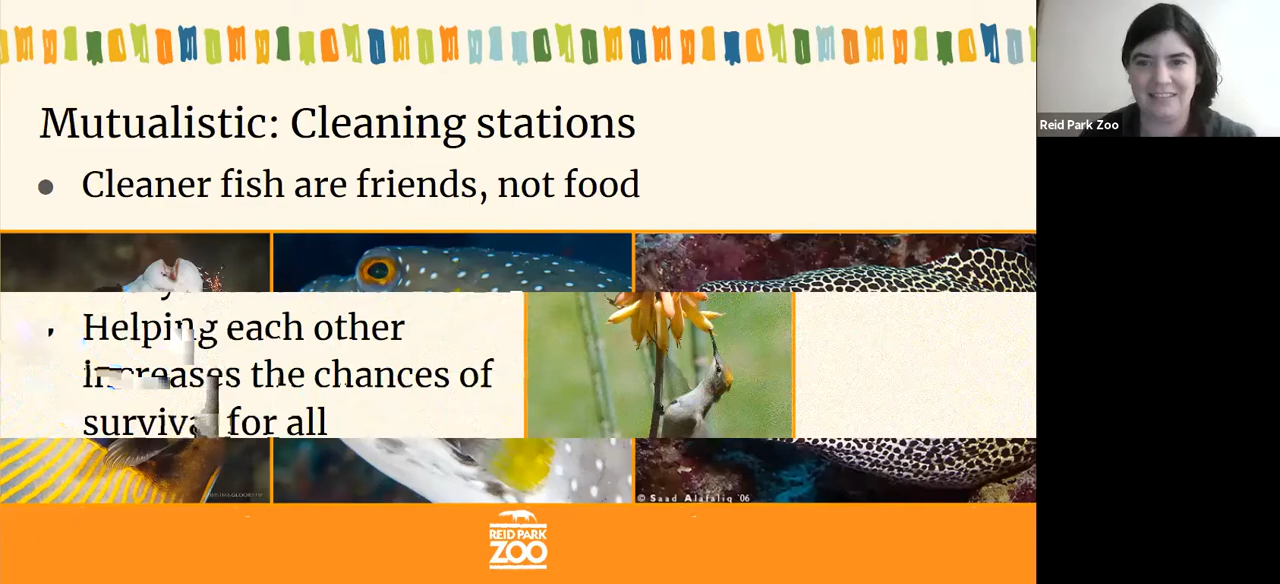 Mutualistic: Cleaning stations
Reid Park Zoo
Cleaner fish are friends, not food
Helping each other
increases the chances of
survival for all
© Saad Alafaliq '06
REID PARK
ZOO